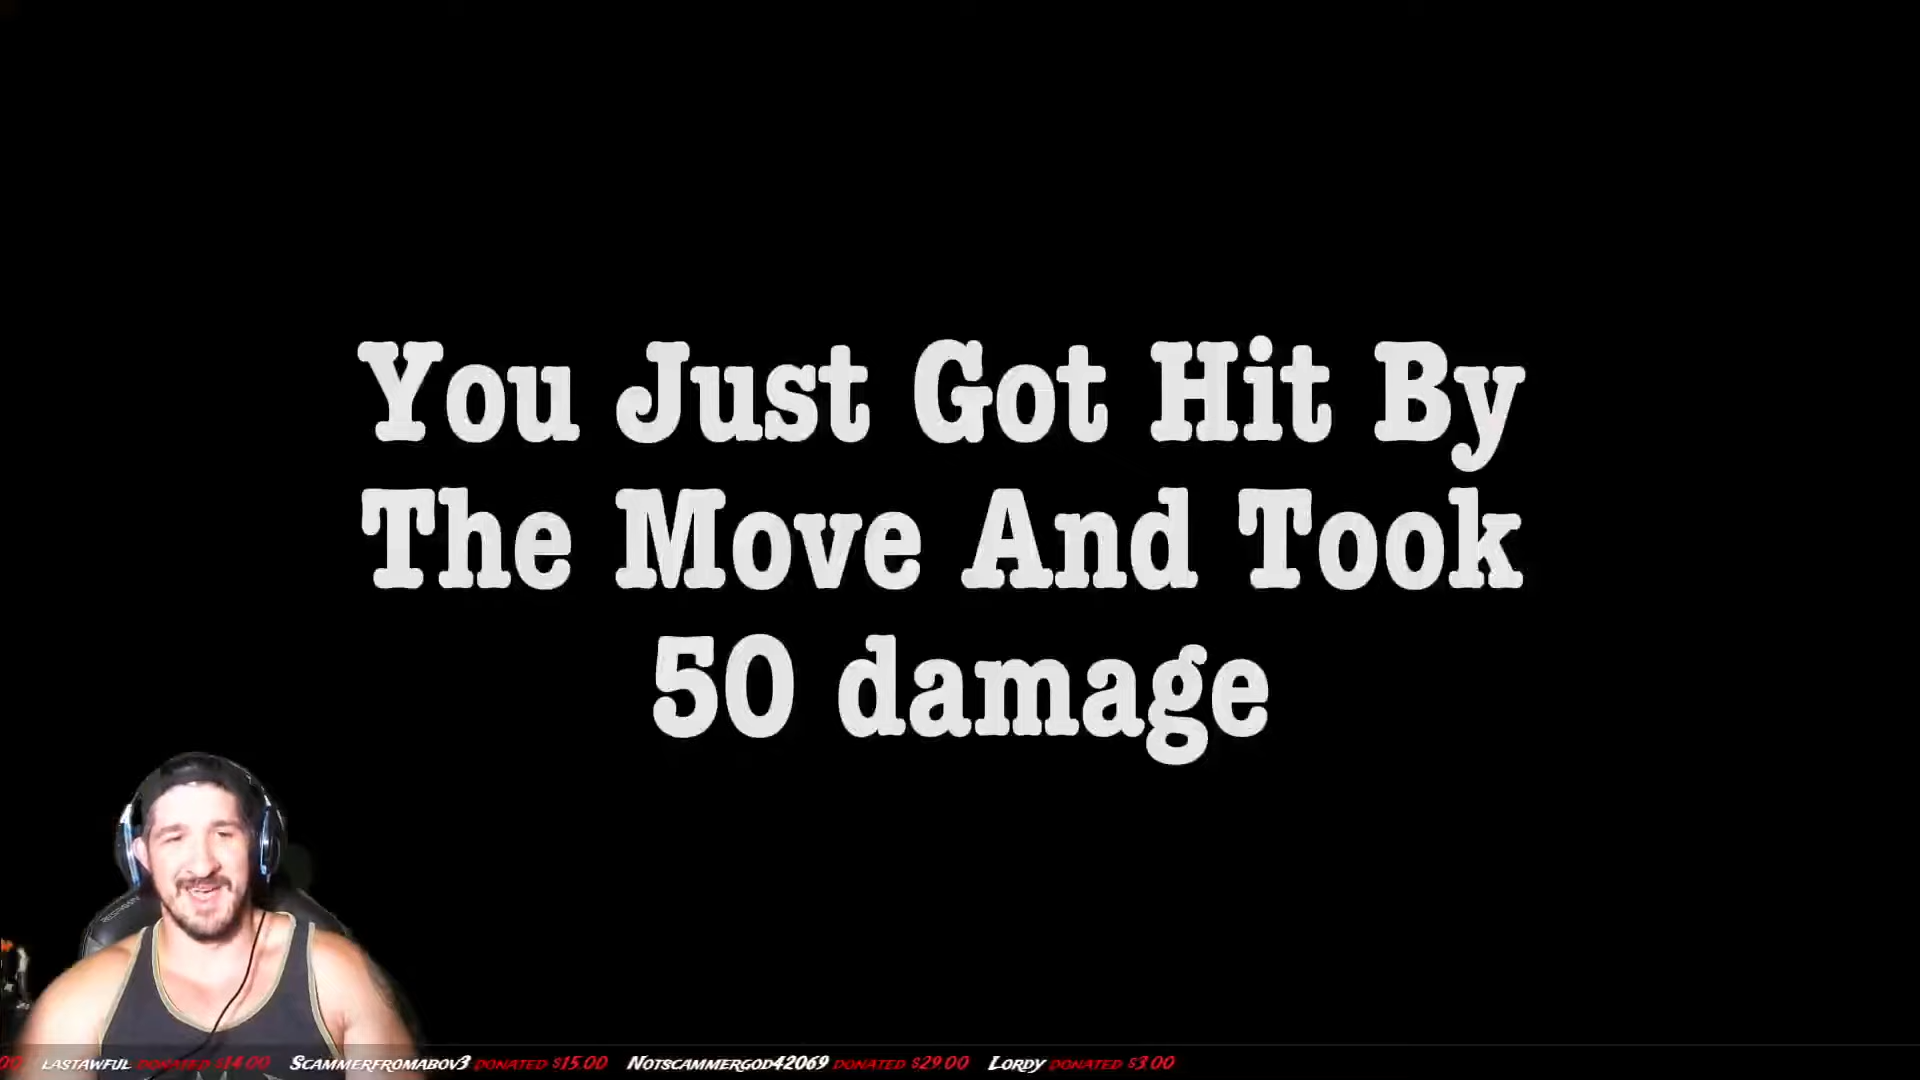 You Just Got Hit By
The Move And Took
50 damage
00 LASTAWFUL DONATED $14.00 SCAMMERFROMABOV3 DONATED $15.00 NOTSCAMMERGOD42069 DONATED $29.00 LORDY DONATED $3.00